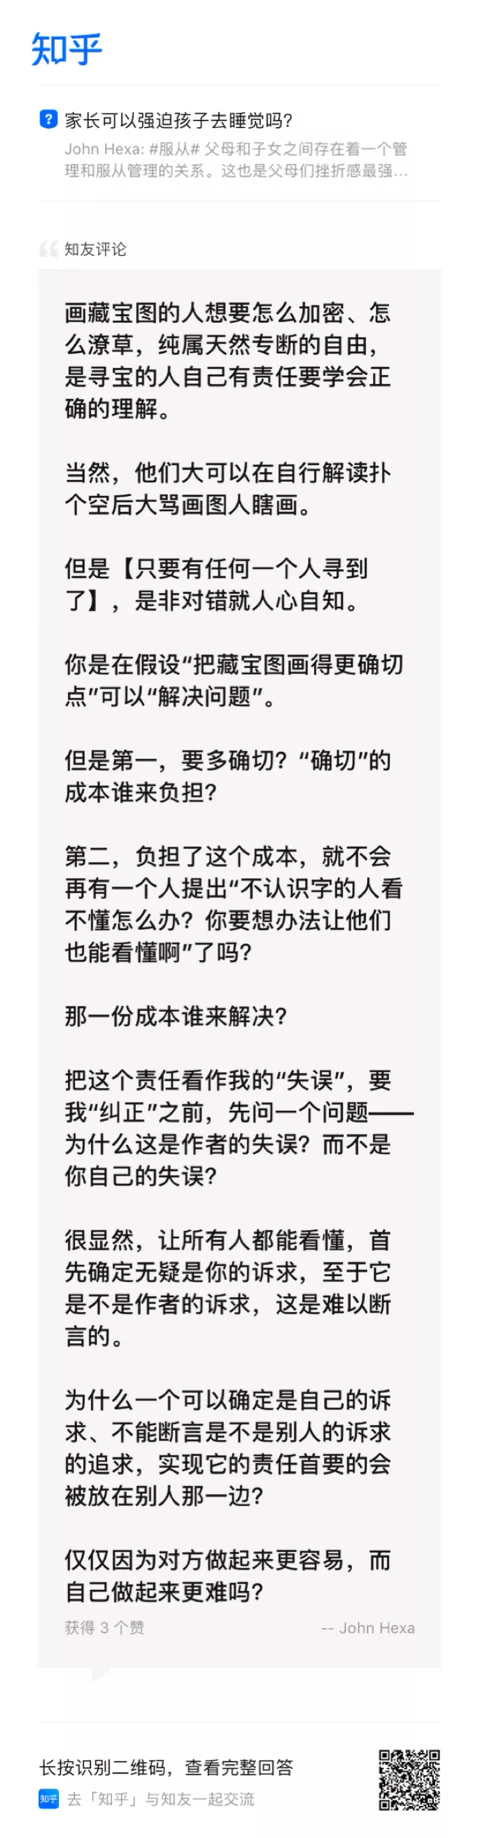 知乎
家长可以强迫孩子去睡觉吗?
John Hexa: #服从# 父母和子女之间存在着一个管
理和服从管理的关系。这也是父母们挫折感最强...
知友评论
画藏宝图的人想要怎么加密、怎
么潦草，纯属天然专断的自由，
是寻宝的人自己有责任要学会正
确的理解。
当然，他们大可以在自行解读扑
个空后大骂画图人瞎画。
但是【只要有任何一个人寻到
了】，是非对错就人心自知。
你是在假设“把藏宝图画得更确切
点”可以“解决问题”。
但是第一，要多确切？“确切”的
成本谁来负担？
第二，负担了这个成本，就不会
再有一个人提出“不认识字的人看
不懂怎么办？你要想办法让他们
也能看懂啊”了吗？
那一份成本谁来解决？
把这个责任看作我的“失误”，要
我“纠正”之前，先问一个问题——
为什么这是作者的失误？而不是
你自己的失误？
很显然，让所有人都能看懂，首
先确定无疑是你的诉求，至于它
是不是作者的诉求，这是难以断
言的。
为什么一个可以确定是自己的诉
求、不能断言是不是别人的诉求
的追求，实现它的责任首要的会
被放在别人那一边？
仅仅因为对方做起来更容易，而
自己做起来更难吗？
获得 3 个赞
-- John Hexa
长按识别二维码，查看完整回答
知乎 去「知乎」与知友一起交流